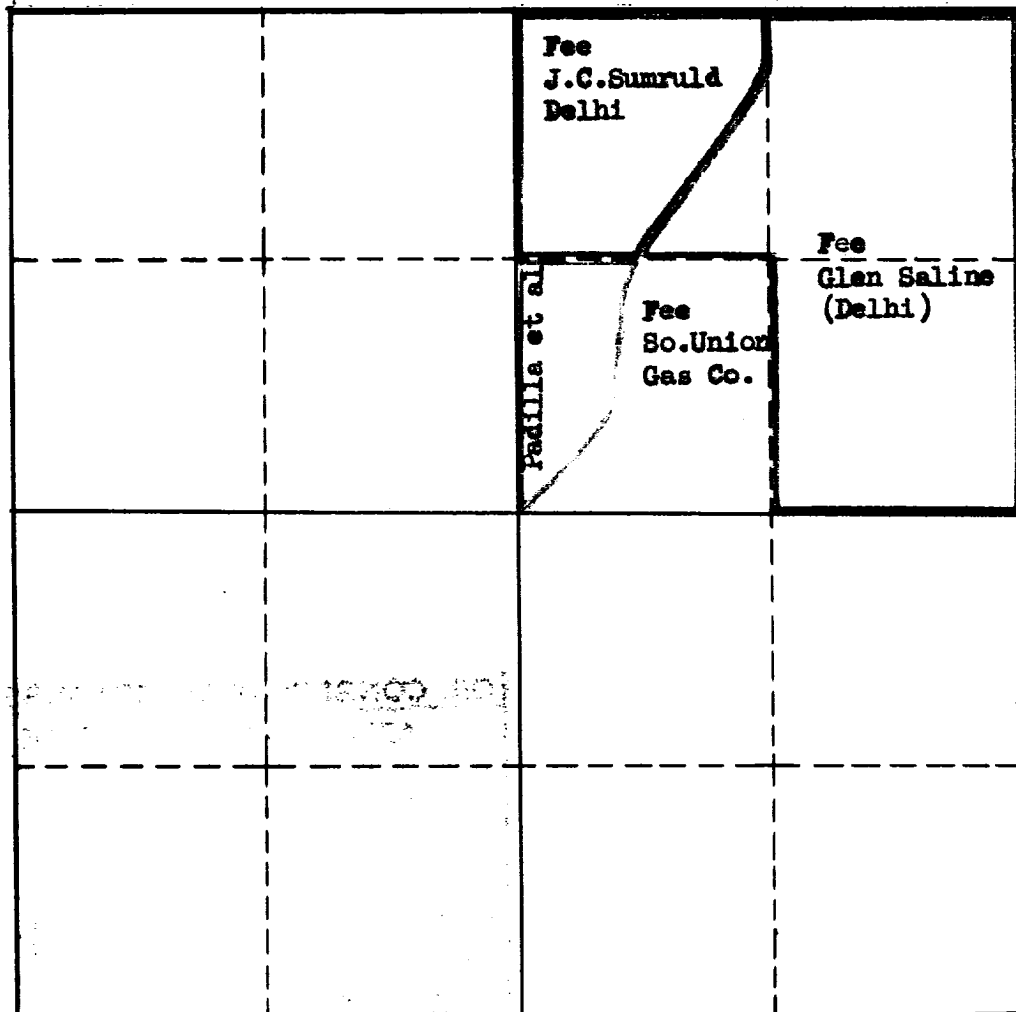 Fee
J.C.Sumruld
Delhi
Fee
Glen Saline
(Delhi)
Padilla et al
Fee
So.Union
Gas Co.